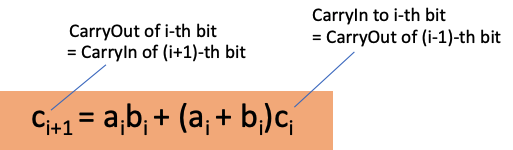 CarryOut of i-th bit
= CarryIn of (i+1)-th bit
CarryIn to i-th bit
= CarryOut of (i-1)-th bit
cᵢ₊₁ = aᵢbᵢ + (aᵢ + bᵢ)cᵢ